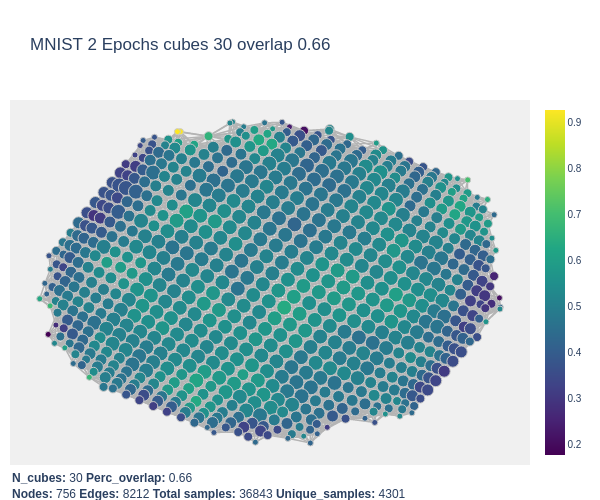 MNIST 2 Epochs cubes 30 overlap 0.66
0.9
0.8
0.7
0.6
0.5
0.4
0.3
0.2
N_cubes: 30 Perc_overlap: 0.66
Nodes: 756 Edges: 8212 Total samples: 36843 Unique_samples: 4301